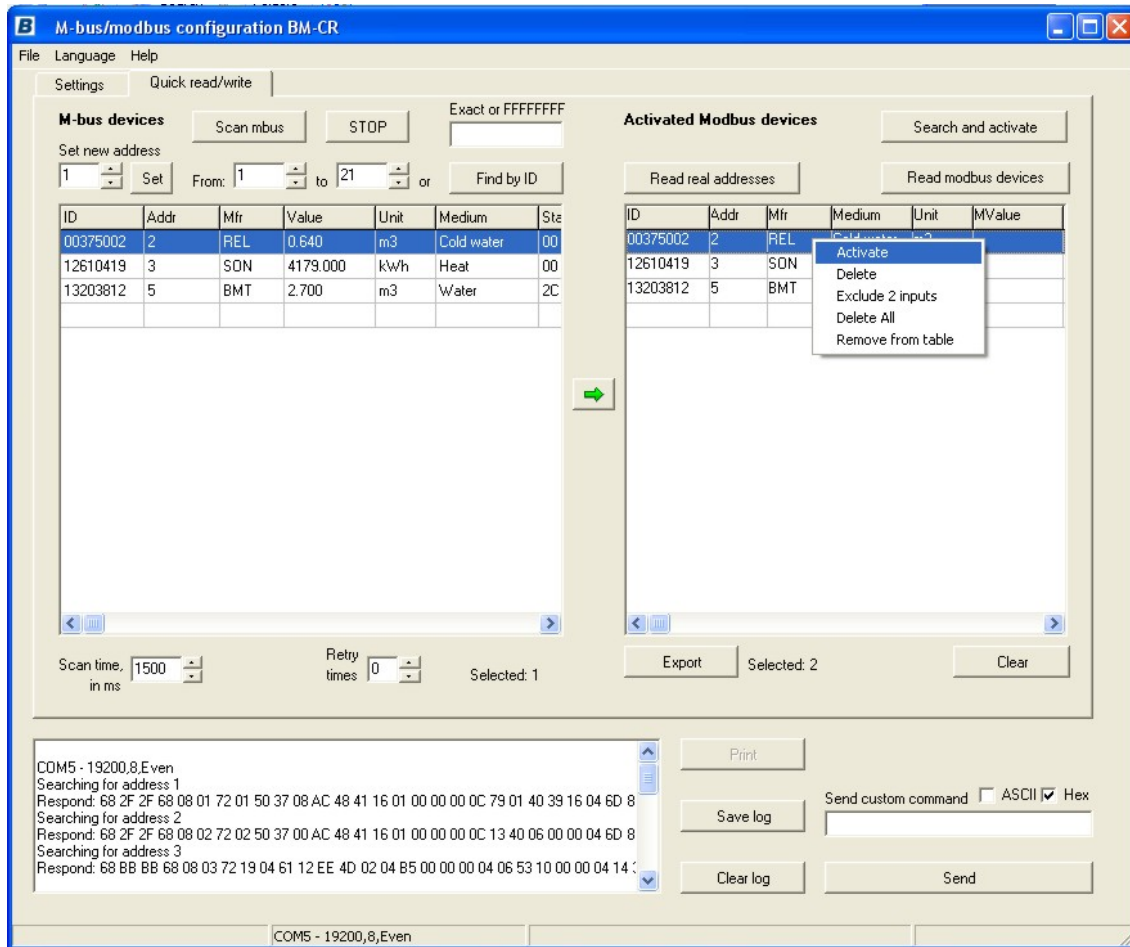 M-bus/modbus configuration BM-CR
File Language Help
Settings Quick read/write
M-bus devices Scan mbus STOP Exact or FFFFFFFF
Set new address
1 Set From: 1 to 21 or Find by ID
ID Addr Mfr Value Unit Medium Sta
00375002 2 REL 0.640 m3 Cold water 00
12610419 3 SON 4179.000 kWh Heat 00
13203812 5 BMT 2.700 m3 Water 2C
Scan time, in ms 1500
Retry times 0
Selected: 1
Activated Modbus devices Search and activate
Read real addresses Read modbus devices
ID Addr Mfr Medium Unit MValue
00375002 2 REL Cold water m3
12610419 3 SON
13203812 5 BMT
Activate
Delete
Exclude 2 inputs
Delete All
Remove from table
Export Selected: 2 Clear
COM5 - 19200,8,Even
Searching for address 1
Respond: 68 2F 2F 68 08 01 72 01 50 37 08 AC 48 41 16 01 00 00 00 0C 79 01 40 39 16 04 6D 8
Searching for address 2
Respond: 68 2F 2F 68 08 02 72 02 50 37 00 AC 48 41 16 01 00 00 00 0C 13 40 06 00 00 04 6D 8
Searching for address 3
Respond: 68 BB BB 68 08 03 72 19 04 61 12 EE 4D 02 04 B5 00 00 00 04 06 53 10 00 00 04 14
Print
Save log
Clear log
Send custom command ASCII Hex
Send
COM5 - 19200,8,Even